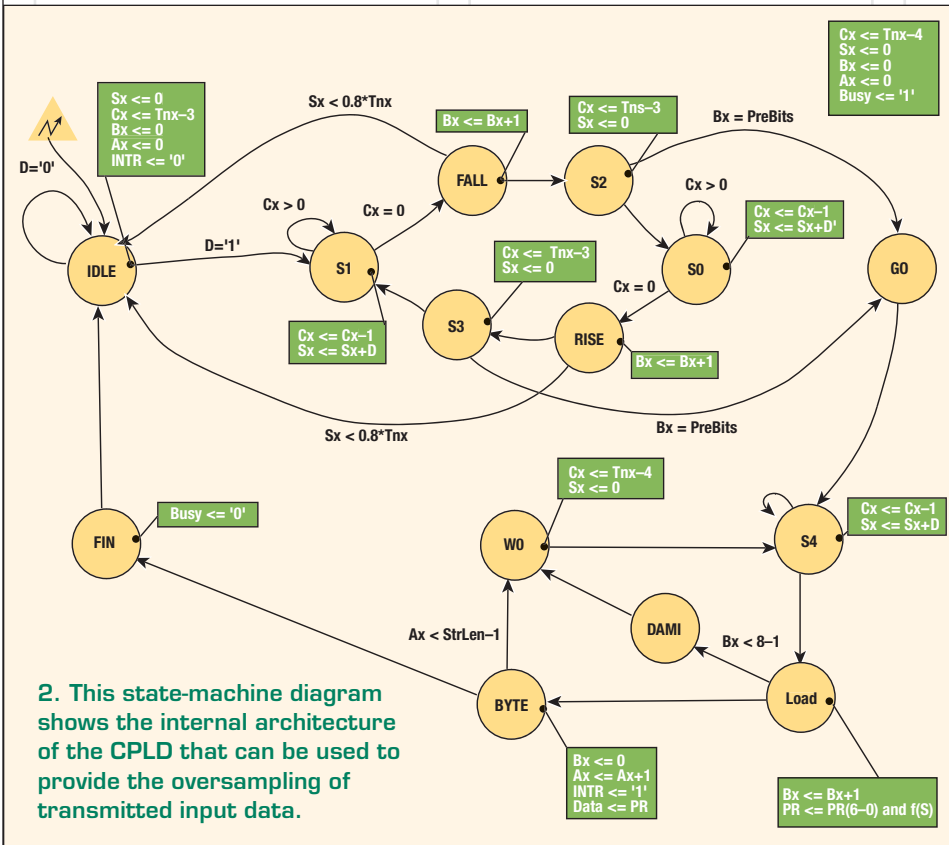 Cx <= Tnx–4
Sx <= 0
Bx <= 0
Ax <= 0
Busy <= '1'
Sx <= 0
Cx <= Tnx–3
Bx <= 0
Ax <= 0
INTR <= '0'
Sx < 0.8*Tnx
Bx <= Bx+1
Cx <= Tns–3
Sx <= 0
Bx = PreBits
D='0'
FALL
S2
Cx > 0
Cx = 0
Cx > 0
Cx <= Cx–1
Sx <= Sx+D'
D='1'
IDLE
S1
Cx <= Tnx–3
Sx <= 0
S0
GO
Cx = 0
Cx <= Cx–1
Sx <= Sx+D
S3
RISE
Bx <= Bx+1
Sx < 0.8*Tnx
Bx = PreBits
Cx <= Tnx–4
Sx <= 0
Busy <= '0'
Cx <= Cx–1
Sx <= Sx+D
FIN
W0
S4
Ax < StrLen–1
DAMI
Bx < 8–1
BYTE
Load
2. This state-machine diagram
shows the internal architecture
of the CPLD that can be used to
provide the oversampling of
transmitted input data.
Bx <= 0
Ax <= Ax+1
INTR <= '1'
Data <= PR
Bx <= Bx+1
PR <= PR(6–0) and f(S)